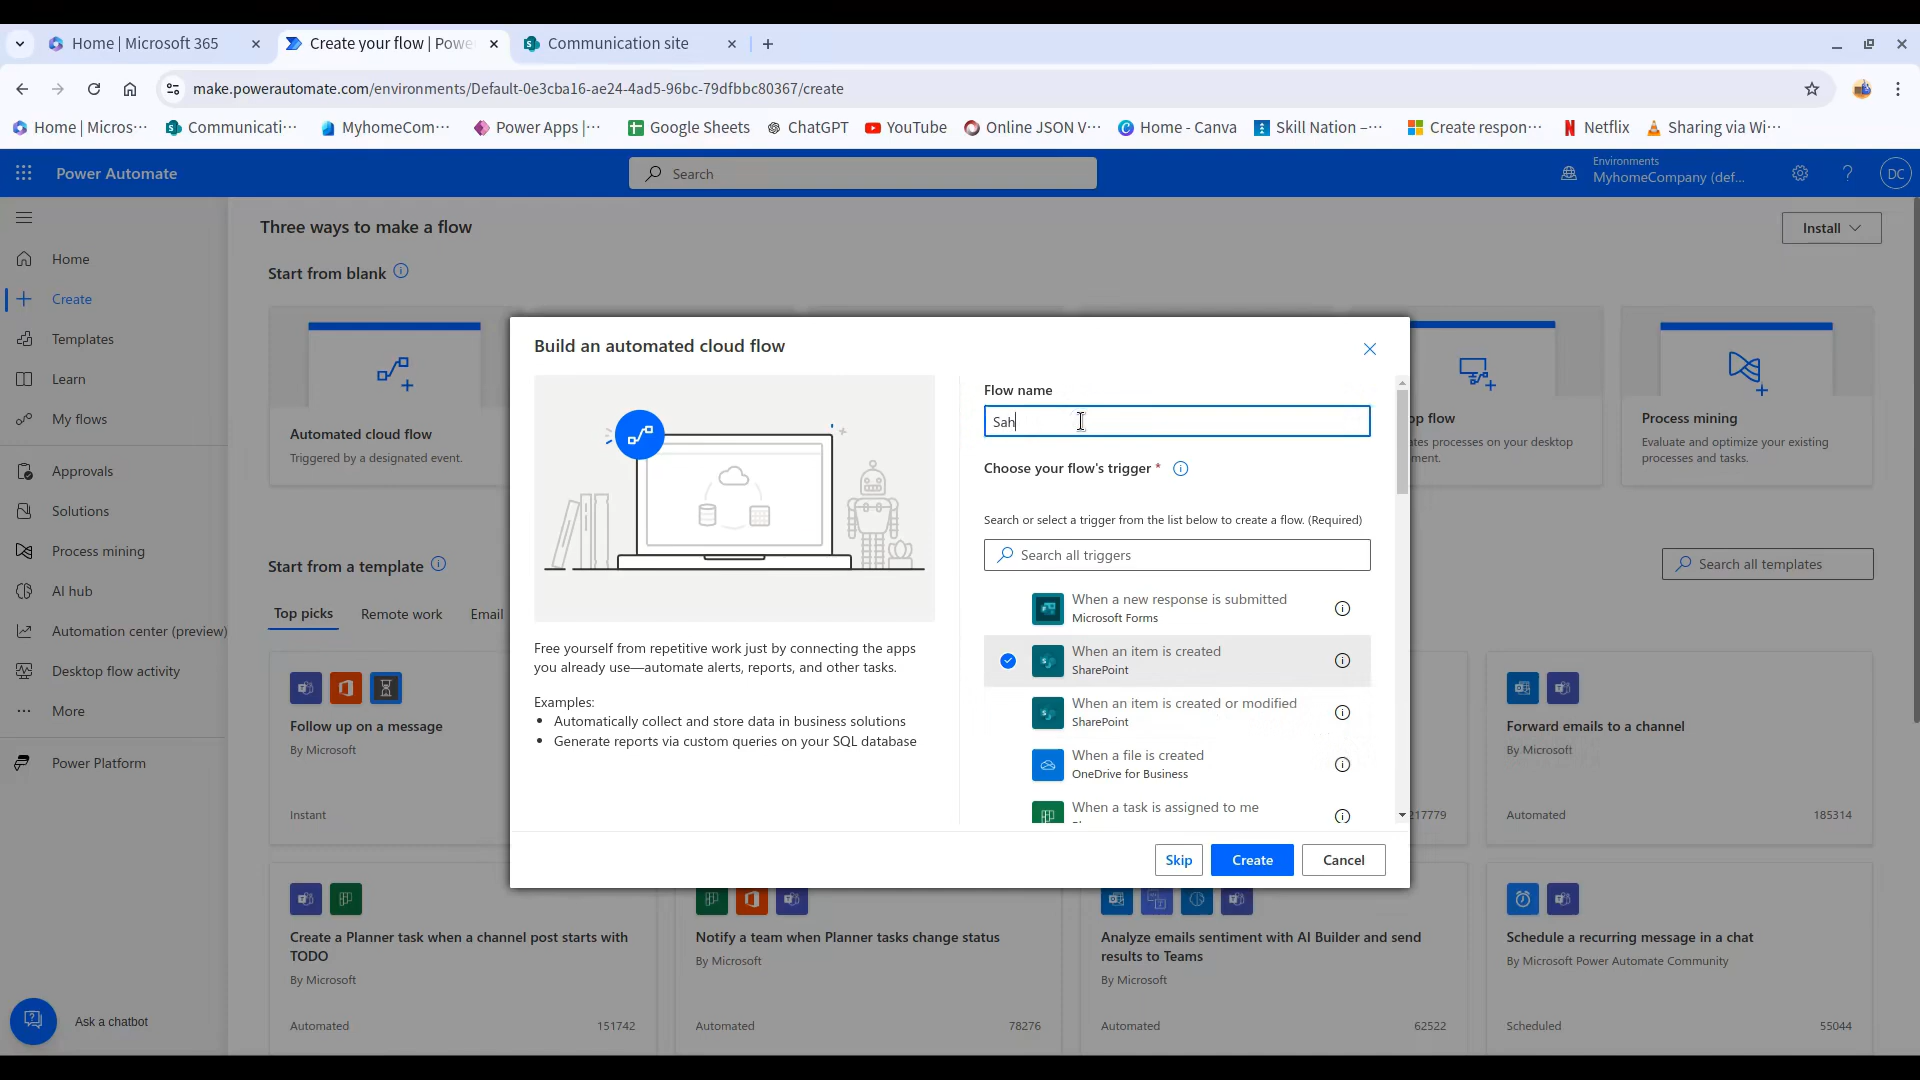 Home | Microsoft 365
Create your flow | Powe
Communication site
make.powerautomate.com/environments/Default-0e3cba16-ae24-4ad5-96bc-79dfbbc80367/create
Home | Micros···
Communicati···
MyhomeCom···
Power Apps |···
Google Sheets
ChatGPT
YouTube
Online JSON V···
Home - Canva
Skill Nation –···
Create respon···
Netflix
Sharing via Wi···
Power Automate
Search
Environments
MyhomeCompany (def...
DC
Home
Create
Templates
Learn
My flows
Approvals
Solutions
Process mining
AI hub
Automation center (preview)
Desktop flow activity
More
Power Platform
Ask a chatbot
Three ways to make a flow
Install
Start from blank
Automated cloud flow
Triggered by a designated event.
op flow
ates processes on your desktop
ment.
Process mining
Evaluate and optimize your existing
processes and tasks.
Start from a template
Search all templates
Top picks
Remote work
Email
Follow up on a message
By Microsoft
Instant
217779
Forward emails to a channel
By Microsoft
Automated
185314
Create a Planner task when a channel post starts with
TODO
By Microsoft
Automated
151742
Notify a team when Planner tasks change status
By Microsoft
Automated
78276
Analyze emails sentiment with AI Builder and send
results to Teams
By Microsoft
Automated
62522
Schedule a recurring message in a chat
By Microsoft Power Automate Community
Scheduled
55044
Build an automated cloud flow
Free yourself from repetitive work just by connecting the apps
you already use—automate alerts, reports, and other tasks.
Examples:
• Automatically collect and store data in business solutions
• Generate reports via custom queries on your SQL database
Flow name
Sah
Choose your flow's trigger *
Search or select a trigger from the list below to create a flow. (Required)
Search all triggers
When a new response is submitted
Microsoft Forms
When an item is created
SharePoint
When an item is created or modified
SharePoint
When a file is created
OneDrive for Business
When a task is assigned to me
Skip
Create
Cancel